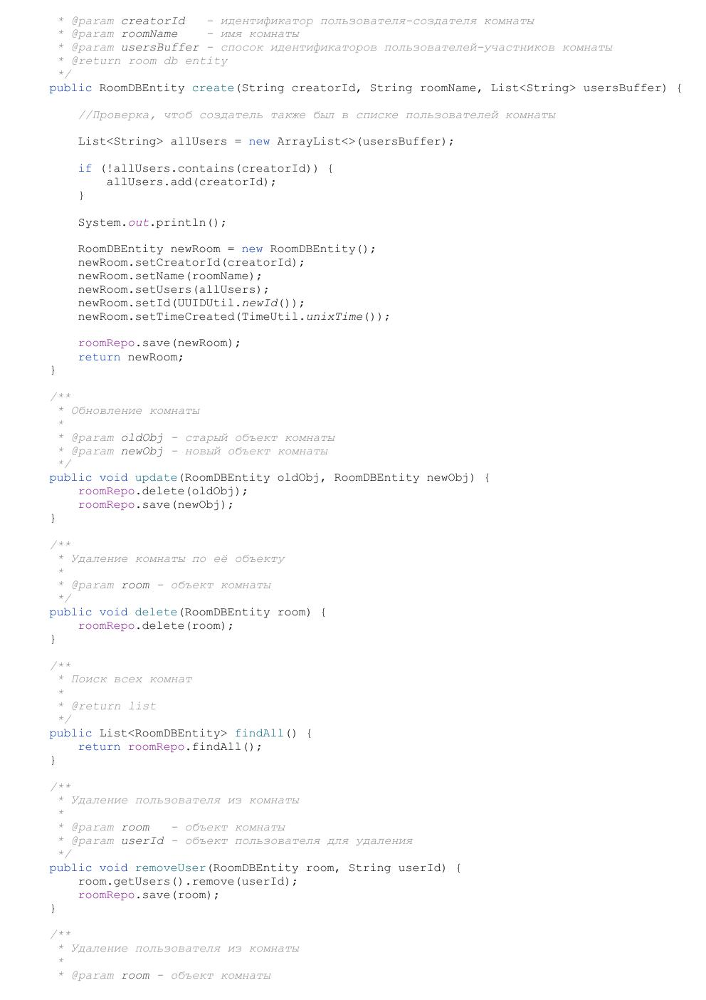 * @param creatorId   - идентификатор пользователя-создателя комнаты
* @param roomName    - имя комнаты
* @param usersBuffer - спосок идентификаторов пользователей-участников комнаты
* @return room db entity
*/
public RoomDBEntity create(String creatorId, String roomName, List<String> usersBuffer) {
//Проверка, чтоб создатель также был в списке пользователей комнаты
List<String> allUsers = new ArrayList<>(usersBuffer);
if (!allUsers.contains(creatorId)) {
allUsers.add(creatorId);
}
System.out.println();
RoomDBEntity newRoom = new RoomDBEntity();
newRoom.setCreatorId(creatorId);
newRoom.setName(roomName);
newRoom.setUsers(allUsers);
newRoom.setId(UUIDUtil.newId());
newRoom.setTimeCreated(TimeUtil.unixTime());
roomRepo.save(newRoom);
return newRoom;
}
/**
* Обновление комнаты
*
* @param oldObj - старый объект комнаты
* @param newObj - новый объект комнаты
*/
public void update(RoomDBEntity oldObj, RoomDBEntity newObj) {
roomRepo.delete(oldObj);
roomRepo.save(newObj);
}
/**
* Удаление комнаты по её объекту
*
* @param room - объект комнаты
*/
public void delete(RoomDBEntity room) {
roomRepo.delete(room);
}
/**
* Поиск всех комнат
*
* @return list
*/
public List<RoomDBEntity> findAll() {
return roomRepo.findAll();
}
/**
* Удаление пользователя из комнаты
*
* @param room   - объект комнаты
* @param userId - объект пользователя для удаления
*/
public void removeUser(RoomDBEntity room, String userId) {
room.getUsers().remove(userId);
roomRepo.save(room);
}
/**
* Удаление пользователя из комнаты
*
* @param room - объект комнаты